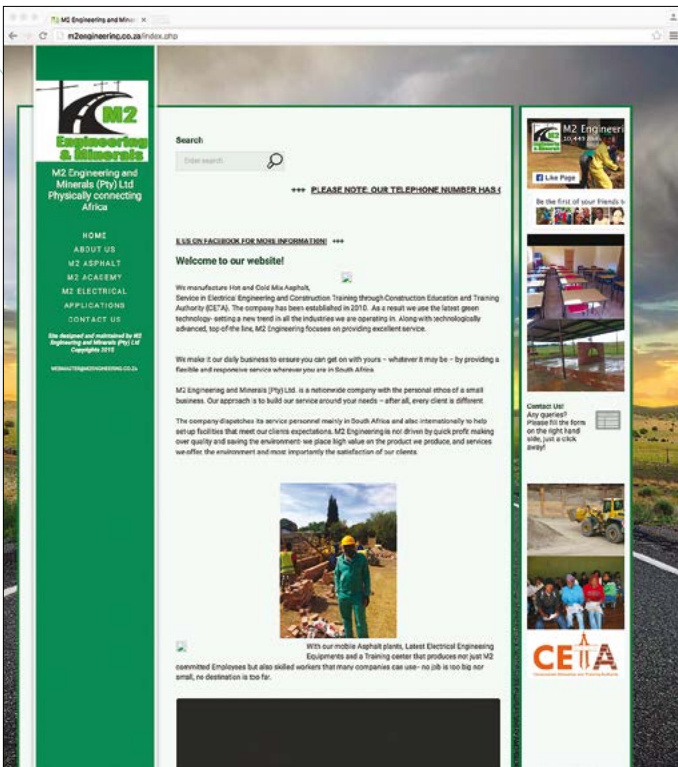 M2 Engineering and Miner
m2engineering.co.za/index.php
M2
Engineering
& Minerals
M2 Engineering and
Minerals (Pty) Ltd
Physically connecting
Africa
HOME
ABOUT US
M2 ASPHALT
M2 ACADEMY
M2 ELECTRICAL
APPLICATIONS
CONTACT US
Site designed and maintained by M2
Engineering and Minerals (Pty) Ltd
Copyrights 2015
WEBMASTER@M2ENGINEERING.CO.ZA
Search
Enter search..
+++ PLEASE NOTE: OUR TELEPHONE NUMBER HAS
E US ON FACEBOOK FOR MORE INFORMATION! +++
Welcome to our website!
We manufacture Hot and Cold Mix Asphalt,
Service in Electrical Engineering and Construction Training through Construction Education and Training
Authority (CETA). The company has been established in 2010. As a result we use the latest green
technology- setting a new trend in all the industries we are operating in. Along with technologically
advanced, top of the line, M2 Engineering focuses on providing excellent service.
We make it our daily business to ensure you can get on with yours – whatever it may be – by providing a
flexible and responsive service wherever you are in South Africa.
M2 Engineering and Minerals (Pty) Ltd. is a nationwide company with the personal ethos of a small
business. Our approach is to build our service around your needs – after all, every client is different.
The company dispatches its service personnel mainly in South Africa and also internationally to help
set up facilities that meet our clients expectations. M2 Engineering is not driven by quick profit making
over quality and saving the environment- we place high value on the product we produce, and services
we offer the environment and most importantly the satisfaction of our clients.
With our mobile Asphalt plants, Latest Electrical Engineering
Equipments and a Training center that produces not just M2
committed Employees but also skilled workers that many companies can use- no job is too big nor
small, no destination is too far.
M2 Engineeri
10,449 likes
Like Page
Be the first of your friends
Contact Us!
Any queries?
Please fill the form
on the right hand
side, just a click
away!
CETA
Construction Education and Training Authority